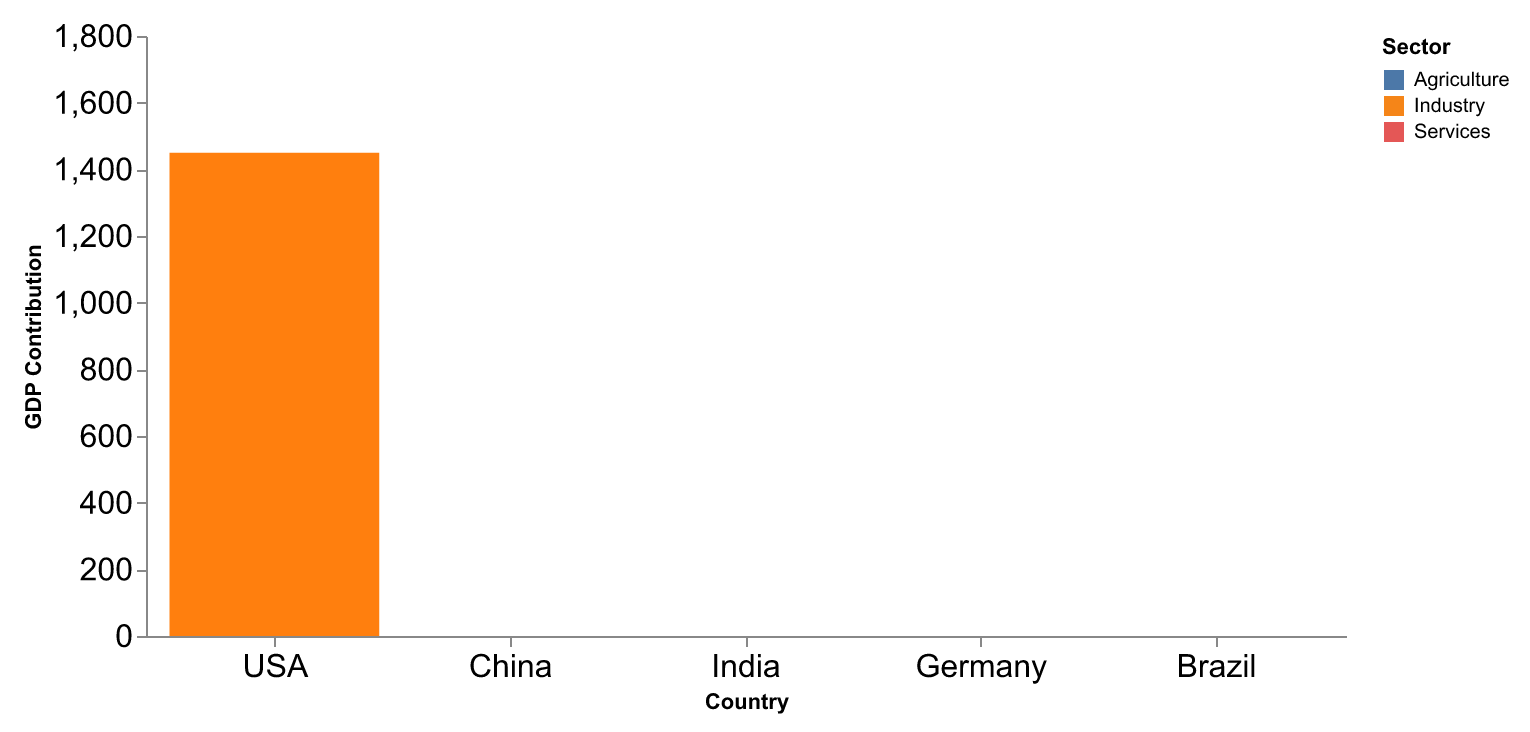 1,800
1,600
1,400
1,200
1,000
800
600
400
200
0
GDP Contribution
USA China India Germany Brazil
Country
Sector
Agriculture
Industry
Services